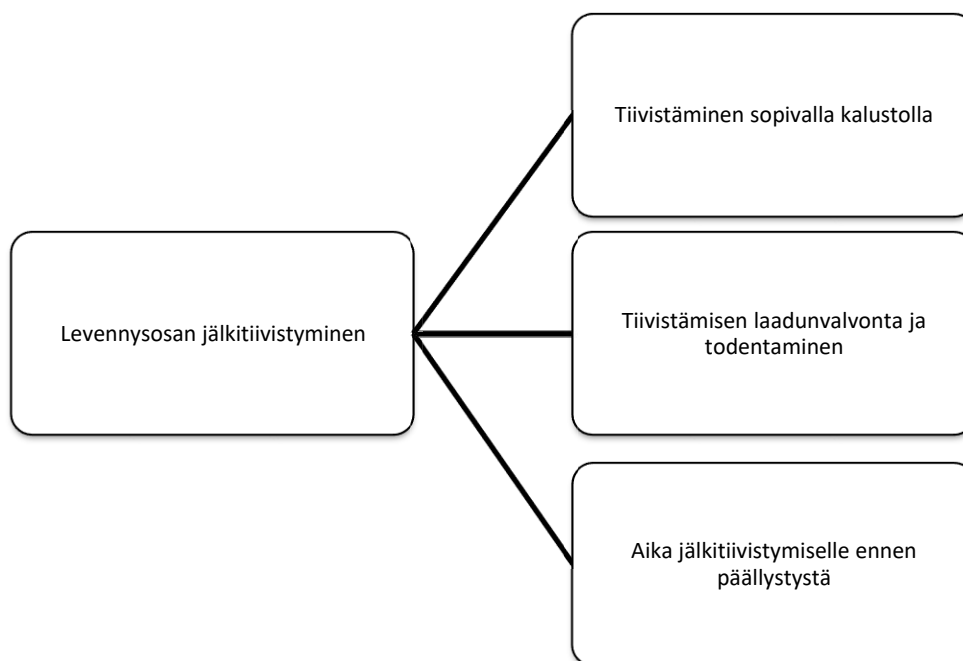 Tiivistäminen sopivalla kalustolla
Levennysosan jälkitiivistyminen
Tiivistämisen laadunvalvonta ja
todentaminen
Aika jälkitiivistymiselle ennen
päällystystä